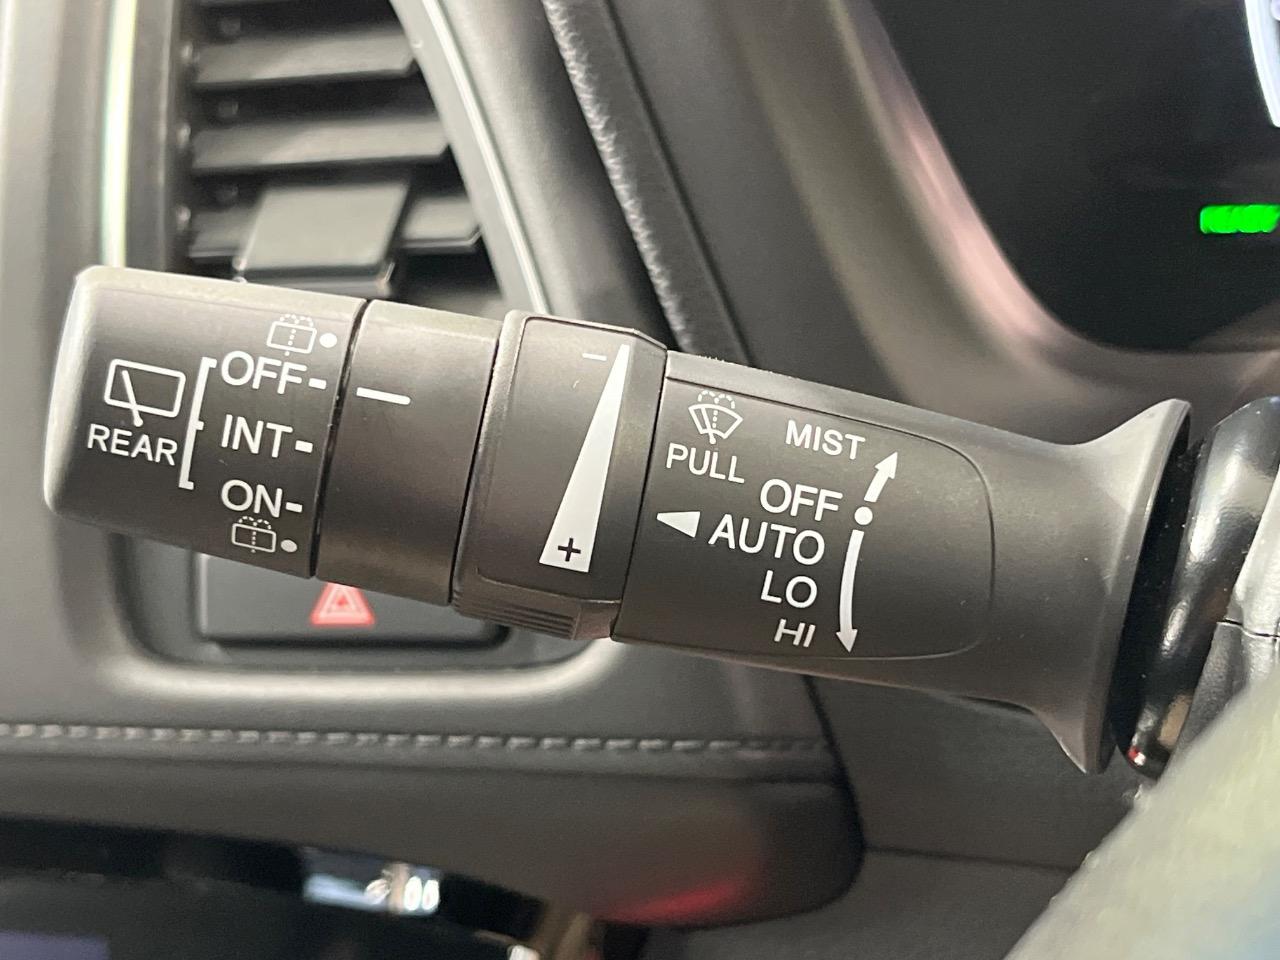 REAR
OFF
INT
ON
-
+
PULL
MIST
OFF
AUTO
LO
HI